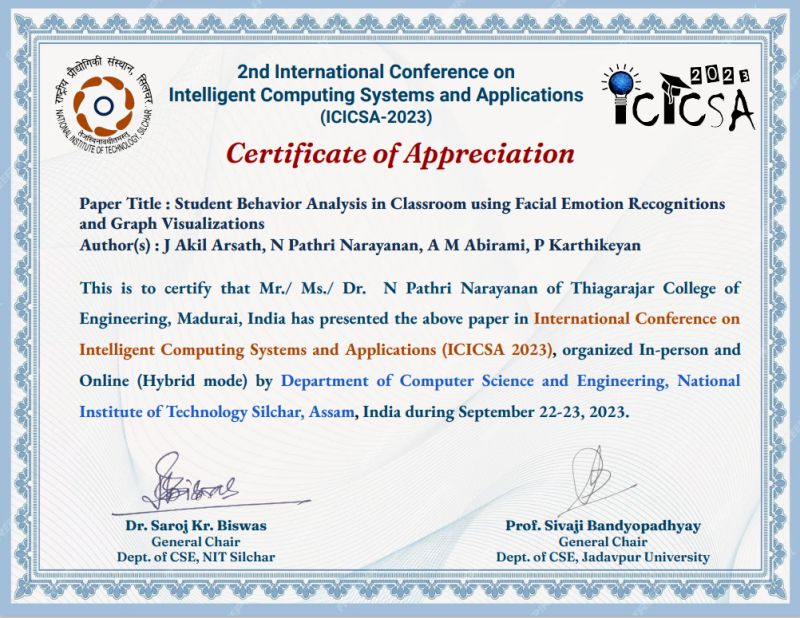 राष्ट्रीय प्रौद्योगिकी संस्थान, सिलचर
NATIONAL INSTITUTE OF TECHNOLOGY, SILCHAR
2nd International Conference on
Intelligent Computing Systems and Applications
(ICICSA-2023)
2023
iCiCSA
Certificate of Appreciation
Paper Title : Student Behavior Analysis in Classroom using Facial Emotion Recognitions
and Graph Visualizations
Author(s) : J Akil Arsath, N Pathri Narayanan, A M Abirami, P Karthikeyan
This is to certify that Mr./ Ms./ Dr. N Pathri Narayanan of Thiagarajar College of
Engineering, Madurai, India has presented the above paper in International Conference on
Intelligent Computing Systems and Applications (ICICSA 2023), organized In-person and
Online (Hybrid mode) by Department of Computer Science and Engineering, National
Institute of Technology Silchar, Assam, India during September 22-23, 2023.
Dr. Saroj Kr. Biswas
General Chair
Dept. of CSE, NIT Silchar
Prof. Sivaji Bandyopadhyay
General Chair
Dept. of CSE, Jadavpur University